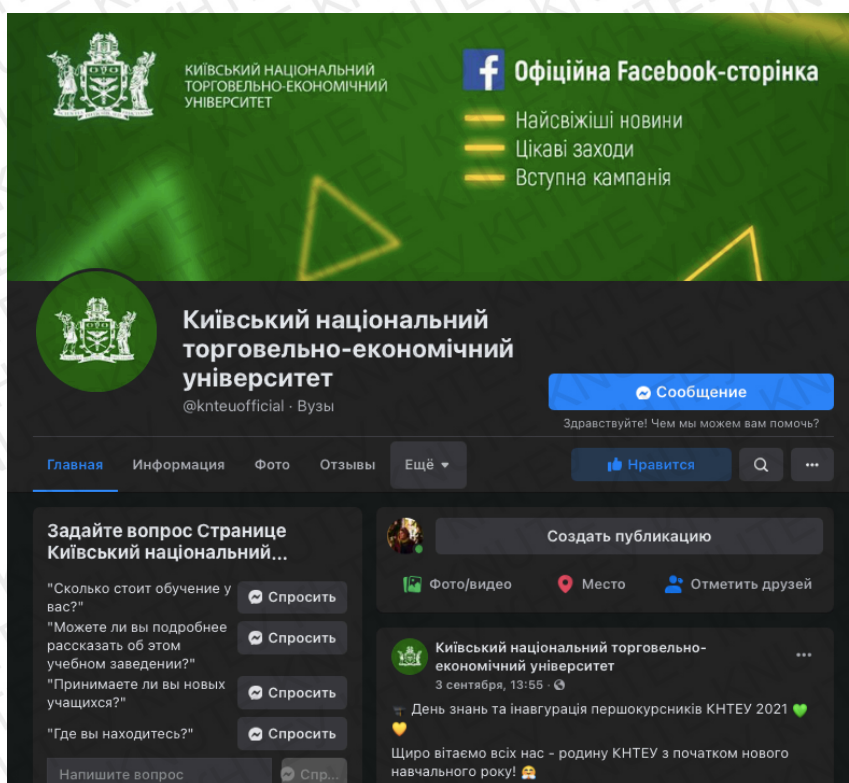 КИЇВСЬКИЙ НАЦІОНАЛЬНИЙ
ТОРГОВЕЛЬНО-ЕКОНОМІЧНИЙ
УНІВЕРСИТЕТ
Офіційна Facebook-сторінка
Найсвіжіші новини
Цікаві заходи
Вступна кампанія
Київський національний
торговельно-економічний
університет
@knteuofficial · Вузы
Сообщение
Здравствуйте! Чем мы можем вам помочь?
Главная Информация Фото Отзывы Ещё
Нравится
Задайте вопрос Странице
Київський національний...
"Сколько стоит обучение у
вас?"
Спросить
"Можете ли вы подробнее
рассказать об этом
учебном заведении?"
Спросить
"Принимаете ли вы новых
учащихся?"
Спросить
"Где вы находитесь?"
Спросить
Напишите вопрос
Спр...
Создать публикацию
Фото/видео Место Отметить друзей
Київський національний торговельно-
економічний університет
3 сентября, 13:55 ·
День знань та інавгурація першокурсників КНТЕУ 2021 💚
💛
Щиро вітаємо всіх нас - родину КНТЕУ з початком нового
навчального року! 🤗